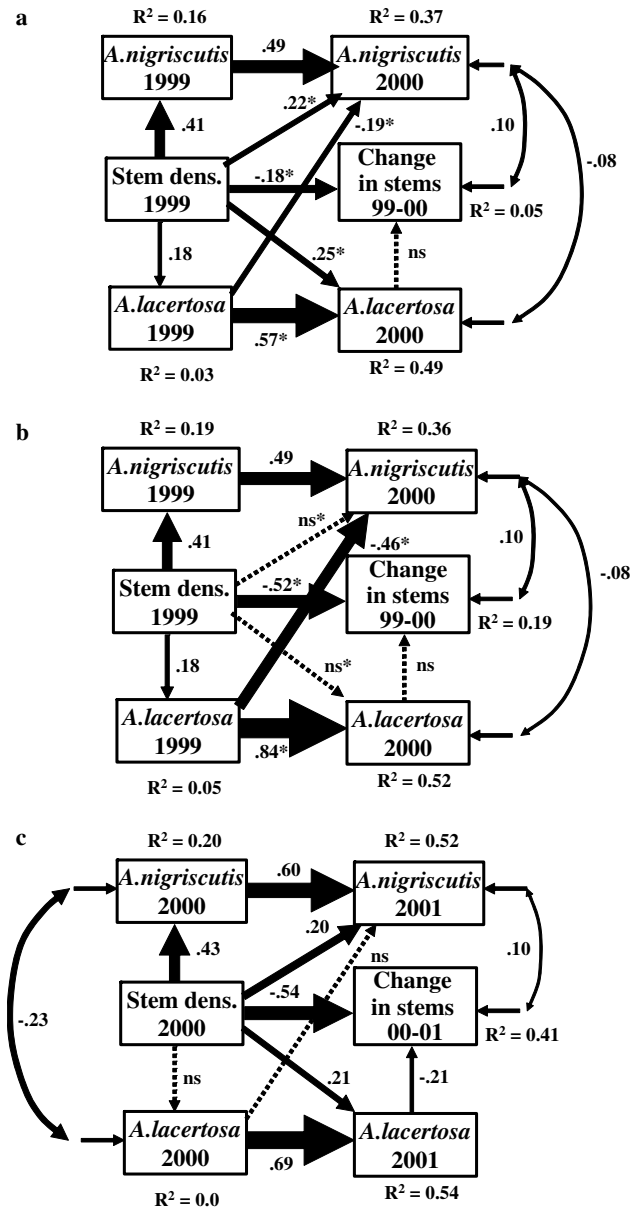 a
R² = 0.16
R² = 0.37
A.nigriscutis
1999
.49
A.nigriscutis
2000
.41
.22*
-.19*
.10
-.08
Stem dens.
1999
-.18*
Change
in stems
99-00
R² = 0.05
.18
.25*
ns
A.lacertosa
1999
.57*
A.lacertosa
2000
R² = 0.03
R² = 0.49
b
R² = 0.19
R² = 0.36
A.nigriscutis
1999
.49
A.nigriscutis
2000
.41
ns*
-.46*
.10
-.08
Stem dens.
1999
-.52*
Change
in stems
99-00
R² = 0.19
.18
ns*
ns
A.lacertosa
1999
.84*
A.lacertosa
2000
R² = 0.05
R² = 0.52
c
R² = 0.20
R² = 0.52
A.nigriscutis
2000
.60
A.nigriscutis
2001
.43
.20
ns
.10
Stem dens.
2000
-.54
Change
in stems
00-01
R² = 0.41
-.23
ns
.21
-.21
A.lacertosa
2000
.69
A.lacertosa
2001
R² = 0.0
R² = 0.54